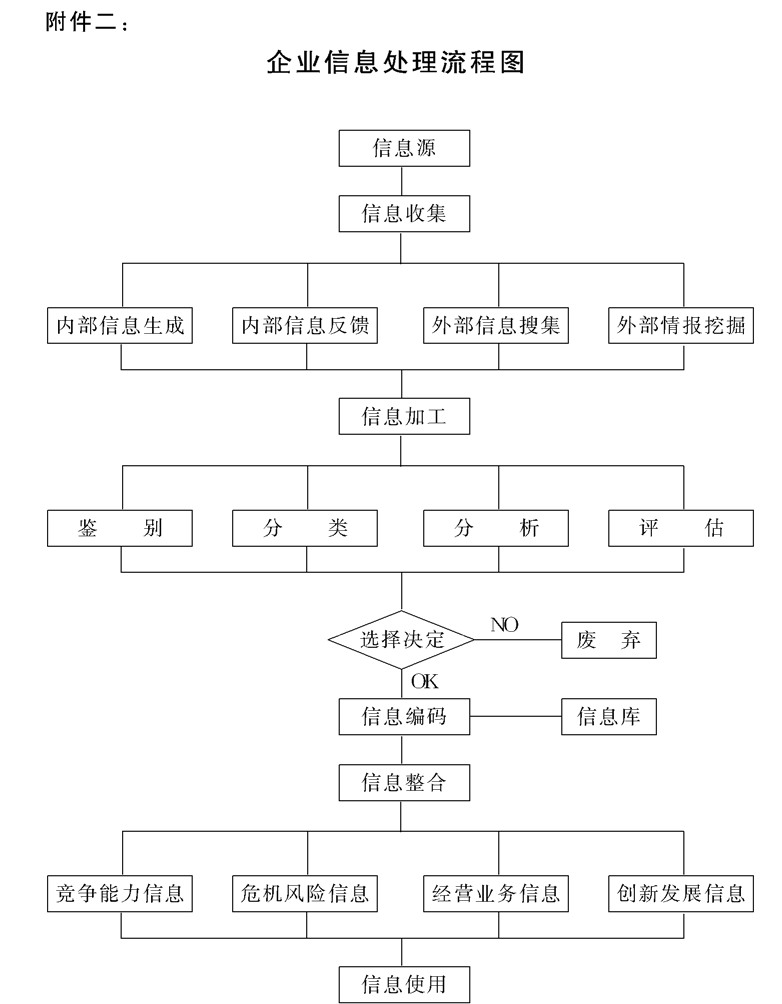 附件二：
企业信息处理流程图
信息源
信息收集
内部信息生成 内部信息反馈 外部信息搜集 外部情报挖掘
信息加工
鉴 别 分 类 分 析 评 估
选择决定 NO 废 弃
OK
信息编码 信息库
信息整合
竞争能力信息 危机风险信息 经营业务信息 创新发展信息
信息使用